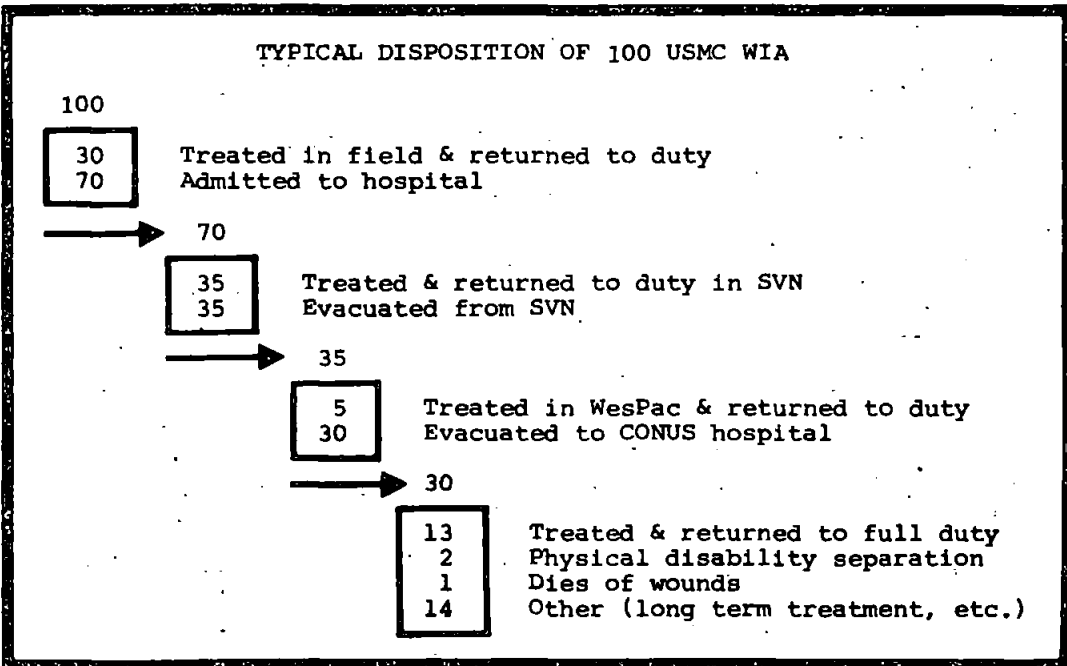 TYPICAL DISPOSITION OF 100 USMC WIA
100
30 Treated in field & returned to duty
70 Admitted to hospital
70
35 Treated & returned to duty in SVN
35 Evacuated from SVN
35
5 Treated in WesPac & returned to duty
30 Evacuated to CONUS hospital
30
13 Treated & returned to full duty
2 Physical disability separation
1 Dies of wounds
14 Other (long term treatment, etc.)